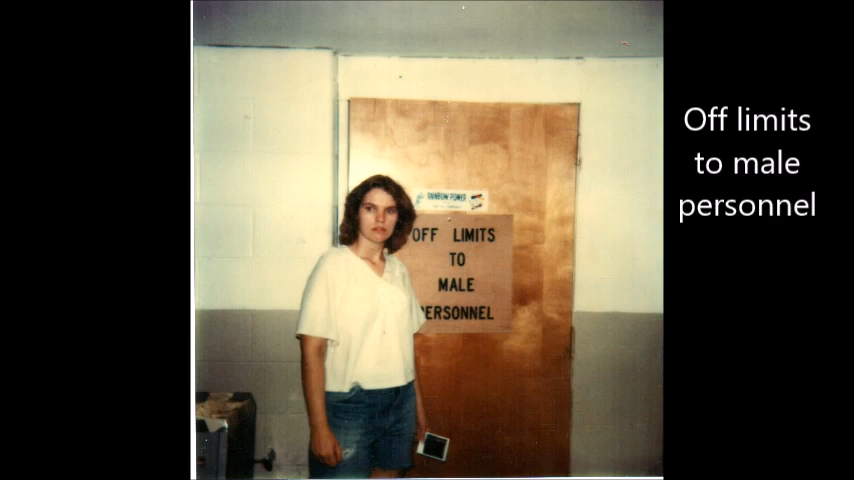 RAINBOW POWER
OFF LIMITS
TO
MALE
PERSONNEL
Off limits
to male
personnel